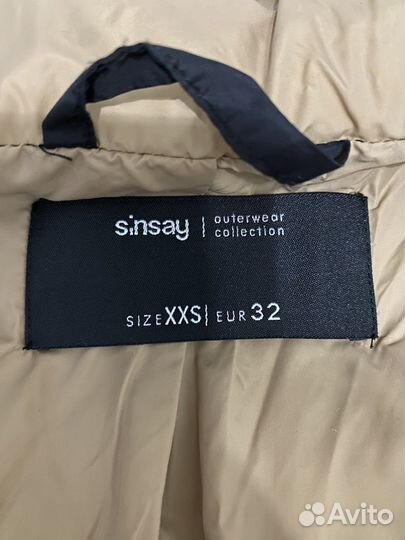 sinsay | outerwear
collection
SIZE XXS | EUR 32
Avito